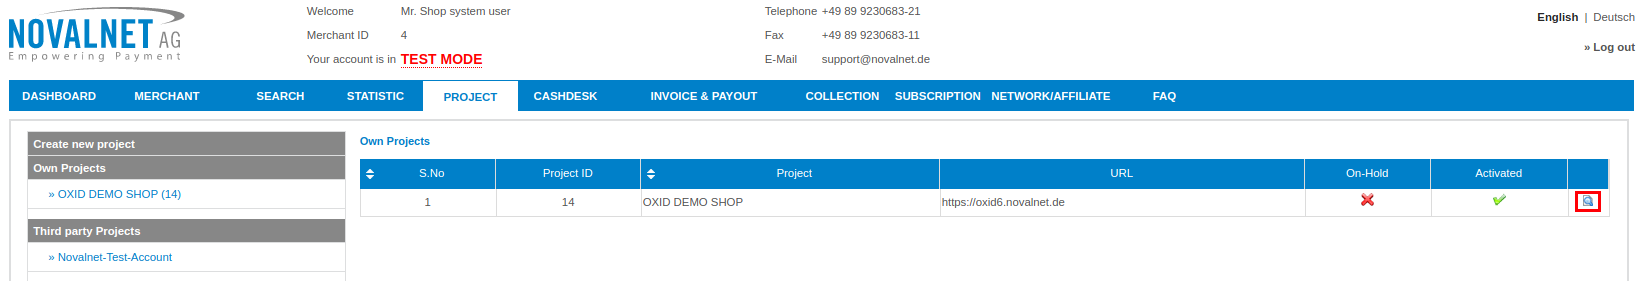 NOVALNET AG
Empowering Payment
Welcome Mr. Shop system user
Merchant ID 4
Your account is in TEST MODE
Telephone +49 89 9230683-21
Fax +49 89 9230683-11
E-Mail support@novalnet.de
English | Deutsch
» Log out
DASHBOARD MERCHANT SEARCH STATISTIC PROJECT CASHDESK INVOICE & PAYOUT COLLECTION SUBSCRIPTION NETWORK/AFFILIATE FAQ
Create new project
Own Projects
» OXID DEMO SHOP (14)
Third party Projects
» Novalnet-Test-Account
Own Projects
S.No Project ID Project URL On-Hold Activated
1 14 OXID DEMO SHOP https://oxid6.novalnet.de